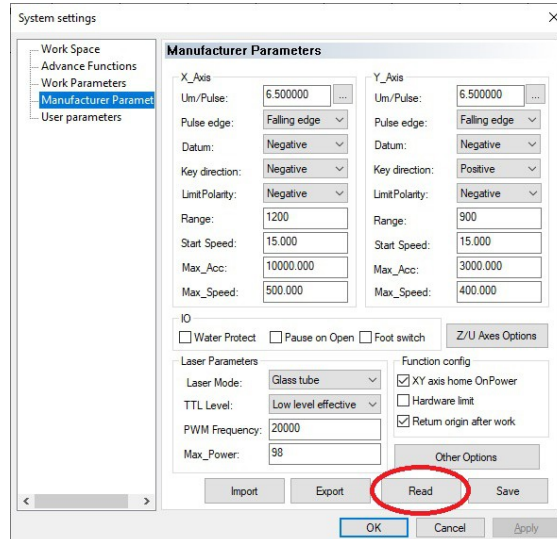 System settings
Work Space
Advance Functions
Work Parameters
Manufacturer Paramet
User parameters
Manufacturer Parameters
X_Axis
Um/Pulse: 6.500000 ...
Pulse edge: Falling edge
Datum: Negative
Key direction: Negative
LimitPolarity: Negative
Range: 1200
Start Speed: 15.000
Max_Acc: 10000.000
Max_Speed: 500.000
Y_Axis
Um/Pulse: 6.500000 ...
Pulse edge: Falling edge
Datum: Negative
Key direction: Positive
LimitPolarity: Negative
Range: 900
Start Speed: 15.000
Max_Acc: 3000.000
Max_Speed: 400.000
IO
Water Protect Pause on Open Foot switch Z/U Axes Options
Laser Parameters
Laser Mode: Glass tube
TTL Level: Low level effective
PWM Frequency: 20000
Max_Power: 98
Function config
XY axis home OnPower
Hardware limit
Return origin after work
Other Options
Import Export Read Save
OK Cancel Apply